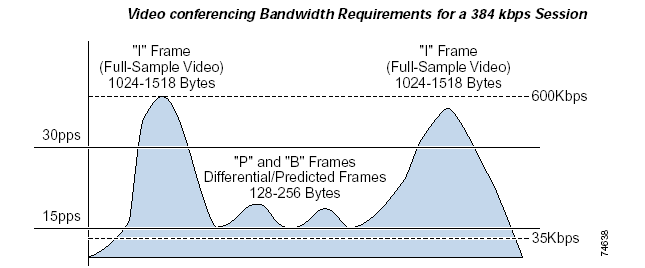 Video conferencing Bandwidth Requirements for a 384 kbps Session
"I" Frame
(Full-Sample Video)
1024-1518 Bytes
"I" Frame
(Full-Sample Video)
1024-1518 Bytes
600Kbps
30pps
"P" and "B" Frames
Differential/Predicted Frames
128-256 Bytes
15pps
35Kbps
74638